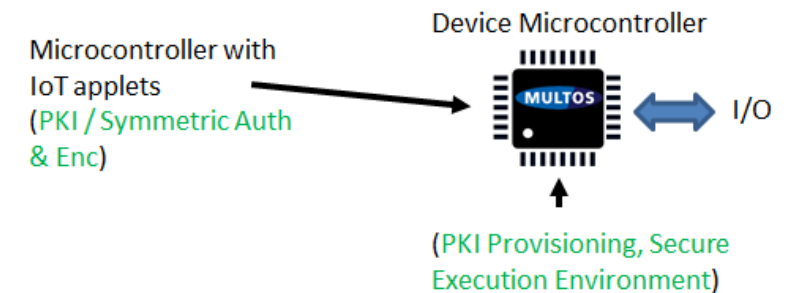 Device Microcontroller
Microcontroller with
IoT applets
(PKI / Symmetric Auth
& Enc)
MULTOS
I/O
(PKI Provisioning, Secure
Execution Environment)